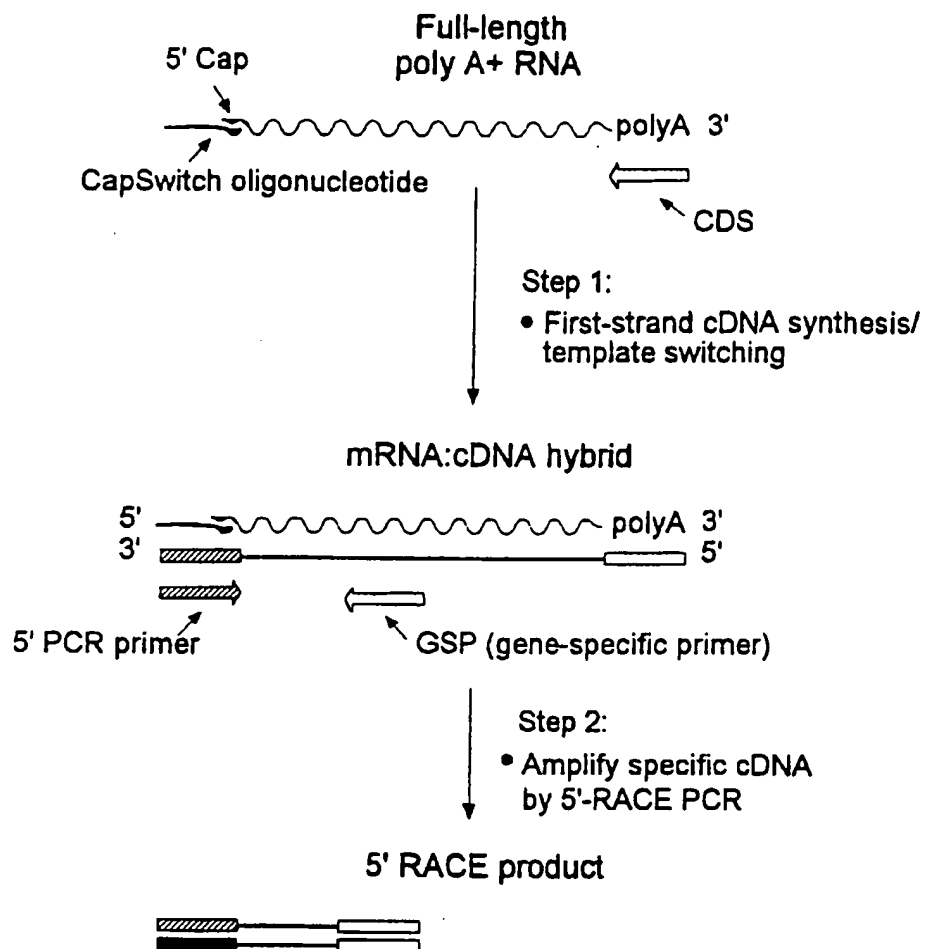 Full-length
poly A+ RNA
5' Cap
polyA 3'
CapSwitch oligonucleotide
CDS
Step 1:
• First-strand cDNA synthesis/
template switching
mRNA:cDNA hybrid
5' polyA 3'
3' 5'
5' PCR primer
GSP (gene-specific primer)
Step 2:
• Amplify specific cDNA
by 5'-RACE PCR
5' RACE product